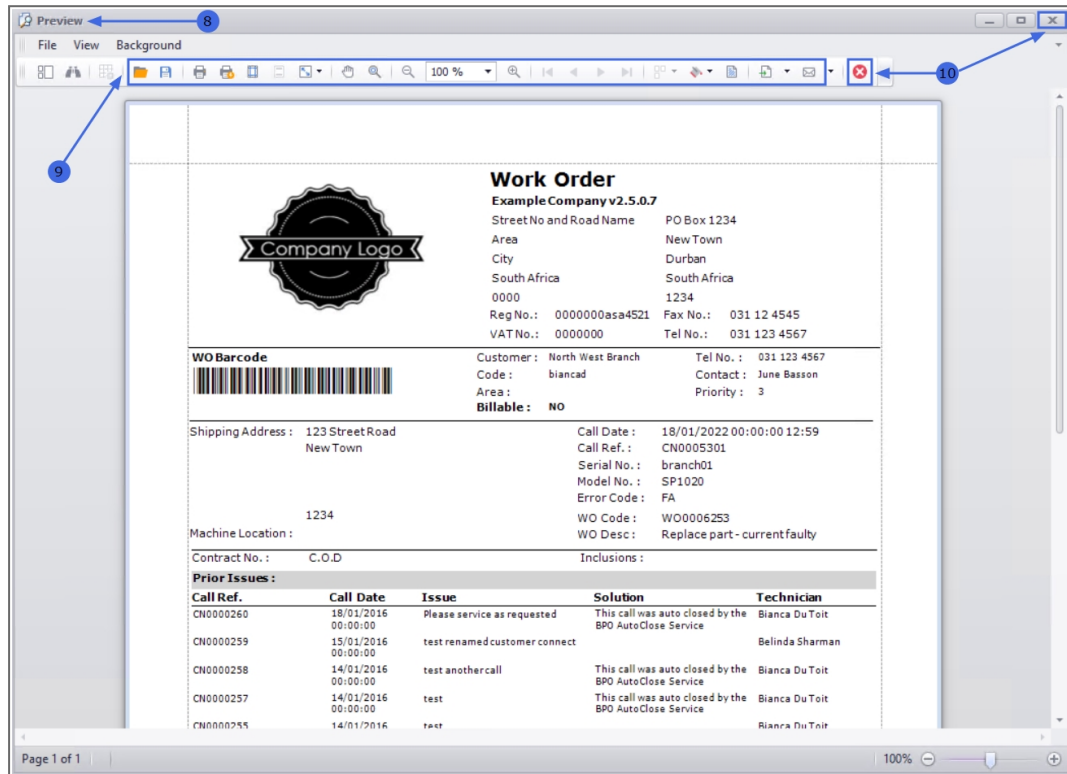 Preview
8
File View Background
100 %
10
9
Company Logo
Work Order
Example Company v2.5.0.7
Street No and Road Name PO Box 1234
Area New Town
City Durban
South Africa South Africa
0000 1234
Reg No.: 0000000asa4521 Fax No.: 031 12 4545
VAT No.: 0000000 Tel No.: 031 123 4567
WO Barcode
Customer: North West Branch Tel No.: 031 123 4567
Code: biancad Contact: June Basson
Area: Priority: 3
Billable: NO
Shipping Address: 123 Street Road Call Date: 18/01/2022 00:00:00 12:59
New Town Call Ref.: CN0005301
Serial No.: branch01
Model No.: SP1020
Error Code: FA
1234 WO Code: WO0006253
Machine Location: WO Desc: Replace part - current faulty
Contract No.: C.O.D Inclusions:
Prior Issues:
Call Ref. Call Date Issue Solution Technician
CN0000260 18/01/2016 Please service as requested This call was auto closed by the Bianca Du Toit
00:00:00 BPO AutoClose Service
CN0000259 15/01/2016 test renamed customer connect Belinda Sharman
00:00:00
CN0000258 14/01/2016 test another call This call was auto closed by the Bianca Du Toit
00:00:00 BPO AutoClose Service
CN0000257 14/01/2016 test This call was auto closed by the Bianca Du Toit
00:00:00 BPO AutoClose Service
CN0000255 14/01/2016 test Bianca Du Toit
Page 1 of 1 100%